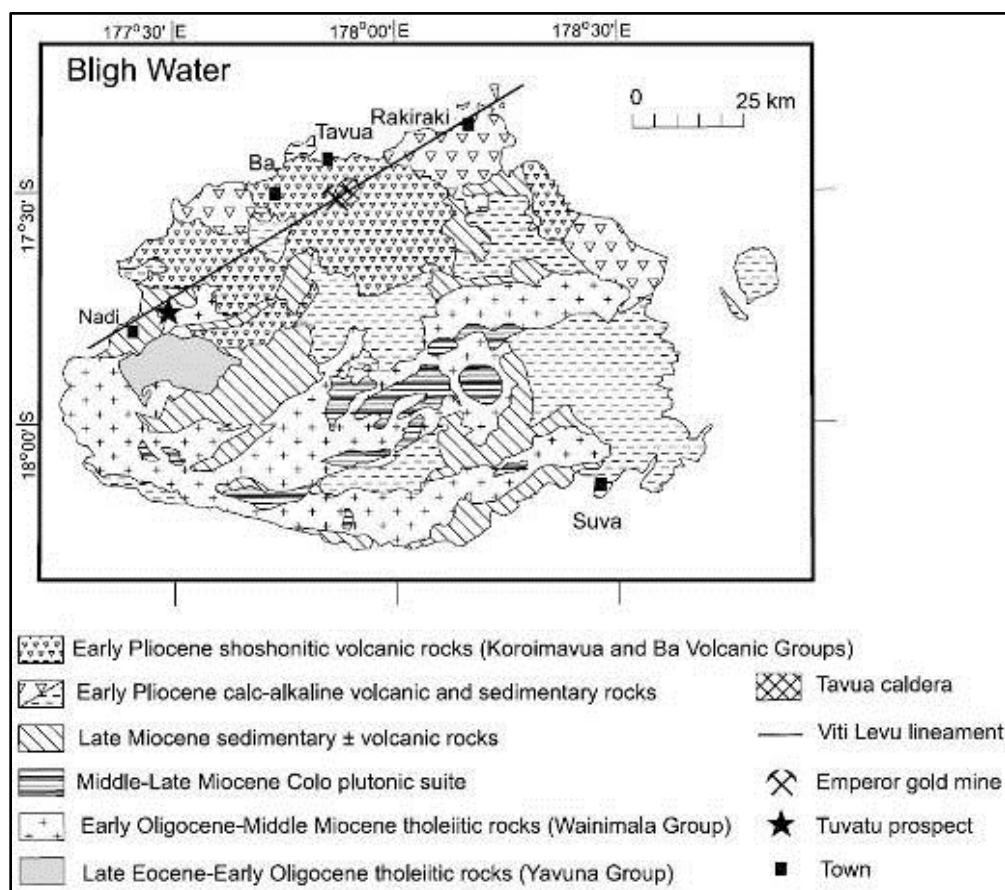 177°30' E
178°00' E
178°30' E
Bligh Water
0 25 km
Rakiraki
Tavua
Ba
17°30' S
Nadi
18°00' S
Suva
Early Pliocene shoshonitic volcanic rocks (Koroimavua and Ba Volcanic Groups)
Early Pliocene calc-alkaline volcanic and sedimentary rocks
Tavua caldera
Late Miocene sedimentary ± volcanic rocks
Viti Levu lineament
Middle-Late Miocene Colo plutonic suite
Emperor gold mine
Early Oligocene-Middle Miocene tholeiitic rocks (Wainimala Group)
Tuvatu prospect
Late Eocene-Early Oligocene tholeiitic rocks (Yavuna Group)
Town